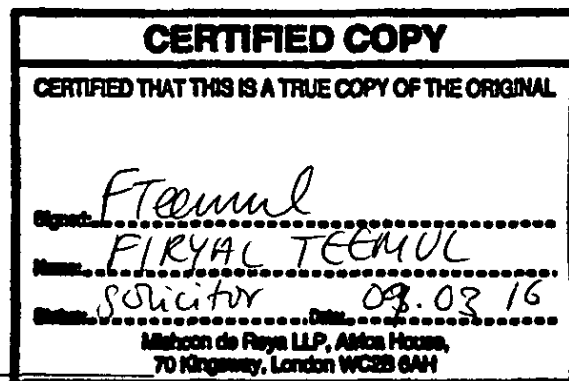 CERTIFIED COPY
CERTIFIED THAT THIS IS A TRUE COPY OF THE ORIGINAL
Signed: FTeemul
Name: FIRYAL TEEMUL
Status: Solicitor Date: 03 16
Mishcon de Reya LLP, Africa House,
70 Kingsway, London WC2B 6AH